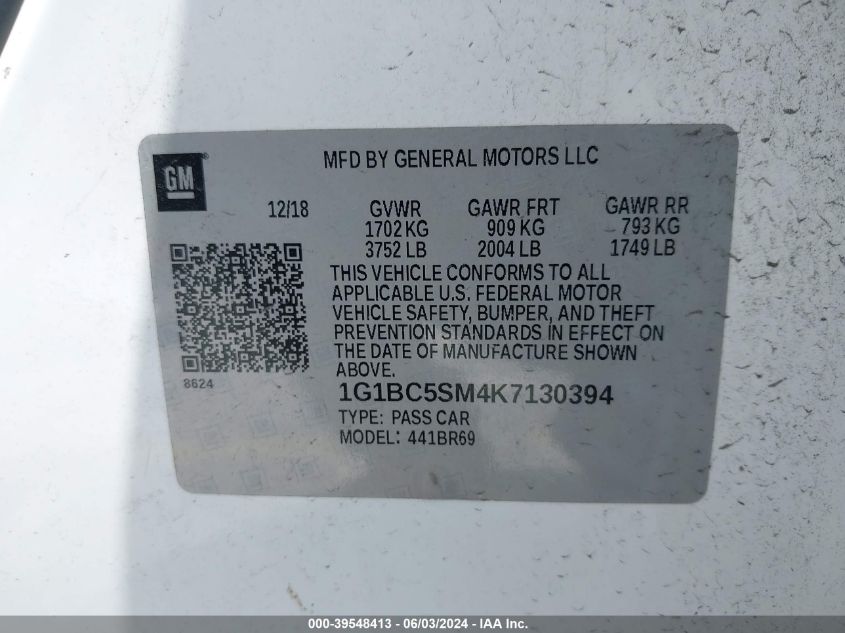 MFD BY GENERAL MOTORS LLC
GM®
12/18 GVWR GAWR FRT GAWR RR
1702 KG 909 KG 793 KG
3752 LB 2004 LB 1749 LB
THIS VEHICLE CONFORMS TO ALL
APPLICABLE U.S. FEDERAL MOTOR
VEHICLE SAFETY, BUMPER, AND THEFT
PREVENTION STANDARDS IN EFFECT ON
THE DATE OF MANUFACTURE SHOWN
ABOVE.
8624
1G1BC5SM4K7130394
TYPE: PASS CAR
MODEL: 441BR69
000-39548413 - 06/03/2024 - IAA Inc.